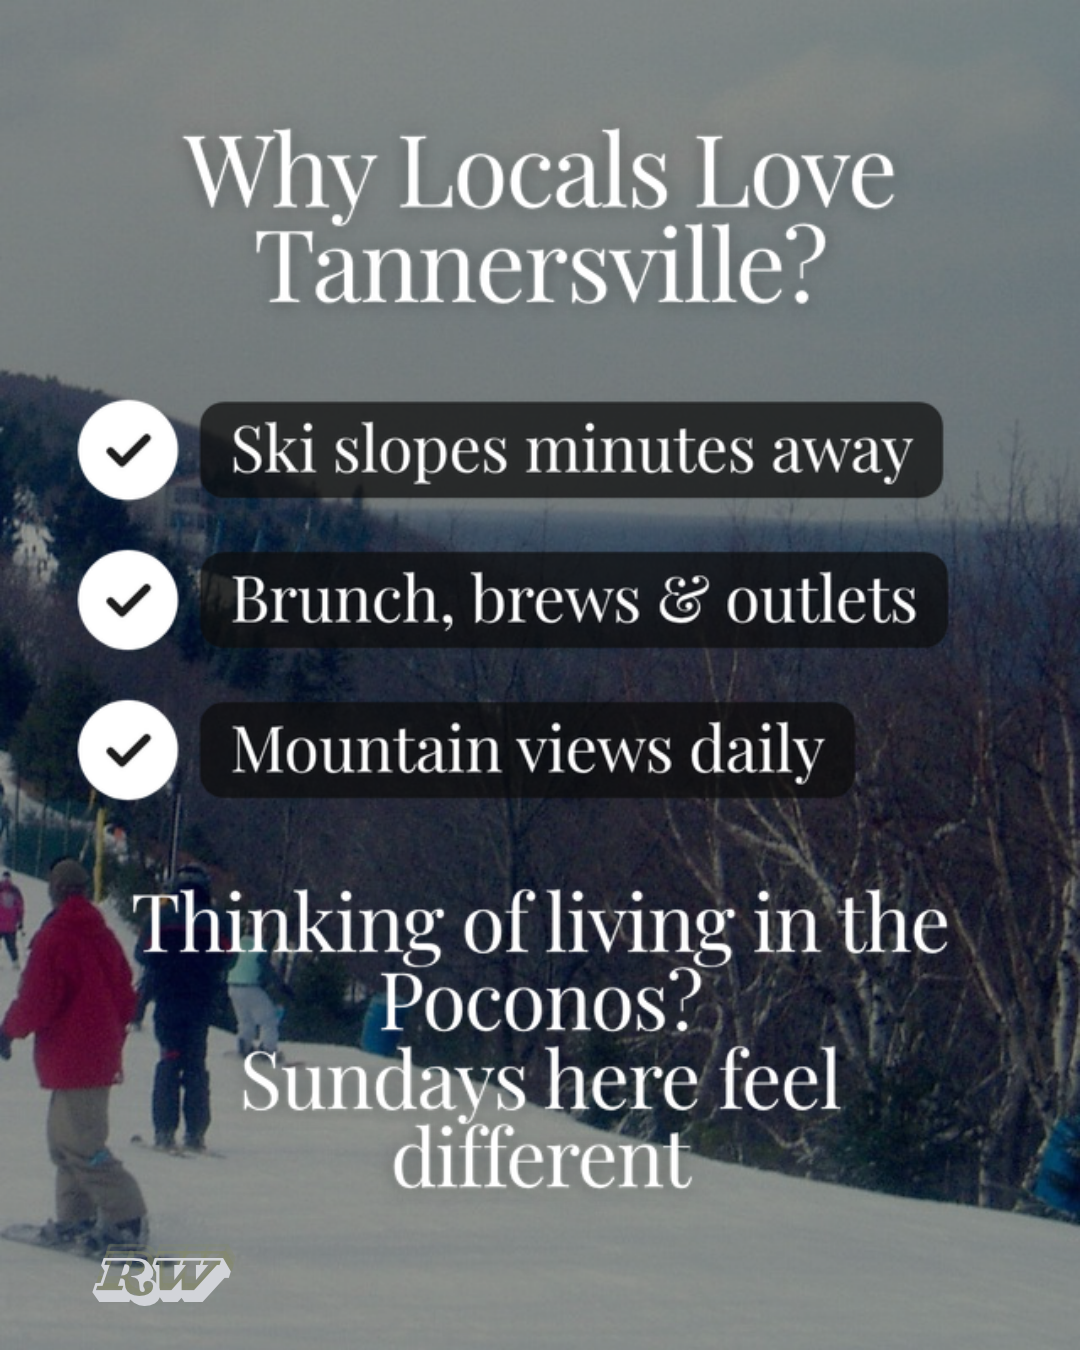 Why Locals Love
Tannersville?
Ski slopes minutes away
Brunch, brews & outlets
Mountain views daily
Thinking of living in the
Poconos?
Sundays here feel
different
RW